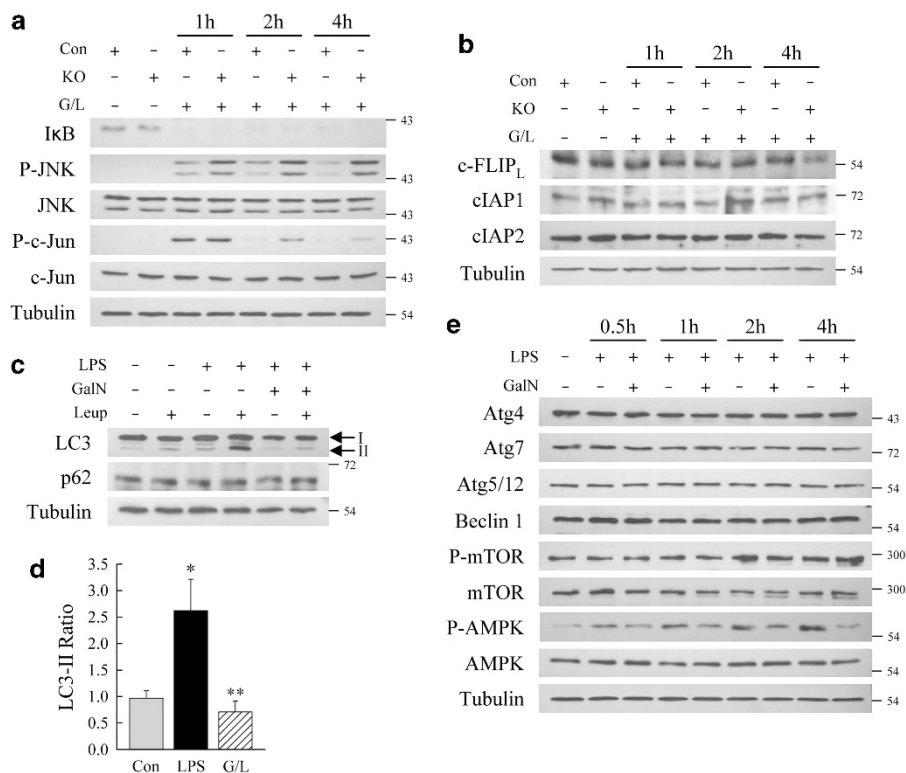 a
1h 2h 4h
Con + – + – + – + –
KO – + – + – + – +
G/L – – + + + + + +
IκB 43
P-JNK 43
JNK 43
P-c-Jun 43
c-Jun 43
Tubulin 54
b
1h 2h 4h
Con + – + – + – + –
KO – + – + – + – +
G/L – – + + + + + +
c-FLIPL 54
cIAP1 72
cIAP2 72
Tubulin 54
c
LPS – – + + + +
GalN – – – – + +
Leup – + – + – +
LC3 I
II
p62 72
Tubulin 54
d
LC3-II Ratio
3.5
3.0
2.5
2.0
1.5
1.0
0.5
0.0
*
**
Con LPS G/L
e
0.5h 1h 2h 4h
LPS – + + + + + + + +
GalN – – + – + – + – +
Atg4 43
Atg7 72
Atg5/12 54
Beclin 1 54
P-mTOR 300
mTOR 300
P-AMPK 54
AMPK 54
Tubulin 54